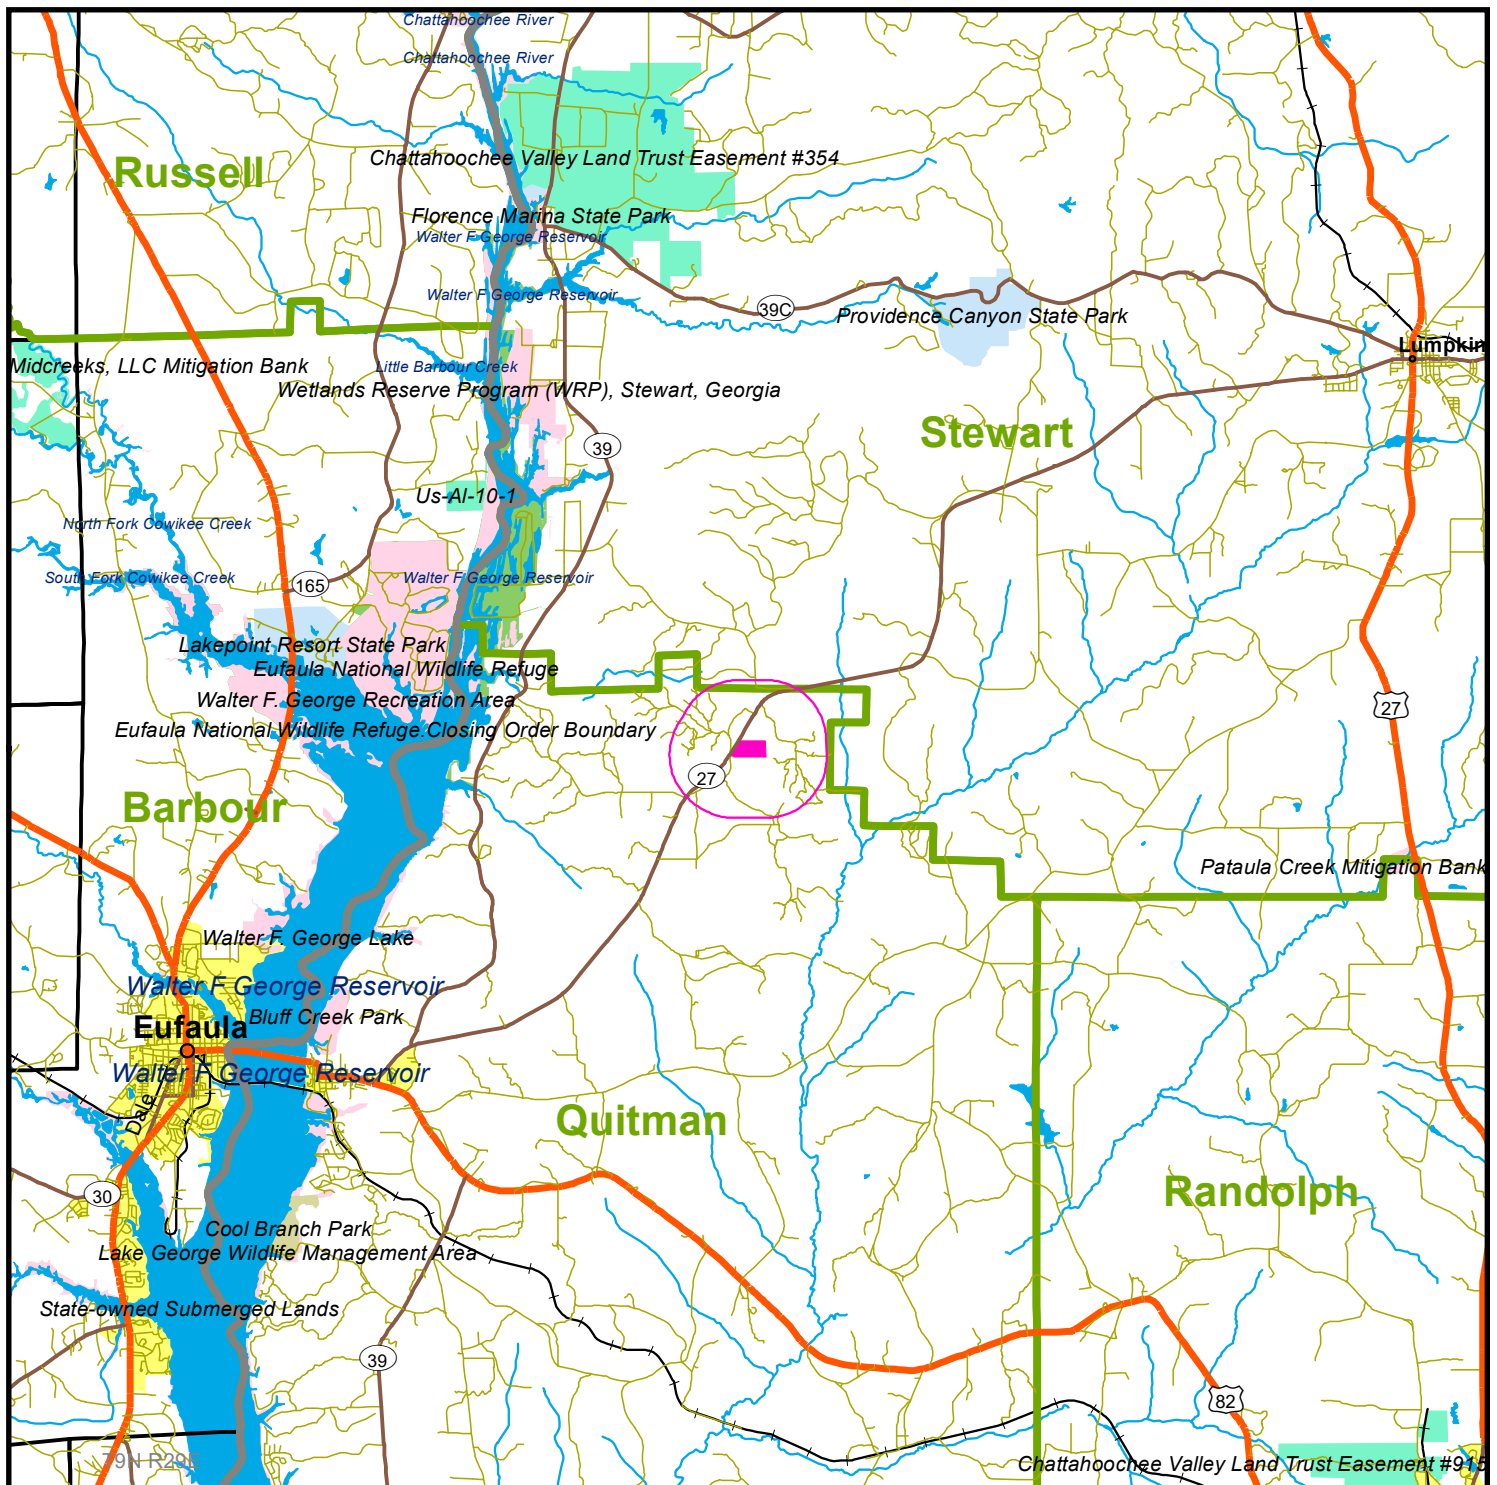 Chattahoochee River
Chattahoochee River
Russell
Chattahoochee Valley Land Trust Easement #354
Florence Marina State Park
Walter F George Reservoir
Walter F George Reservoir
39C
Providence Canyon State Park
Lumpkin
Midcreeks, LLC Mitigation Bank
Little Barbour Creek
Wetlands Reserve Program (WRP), Stewart, Georgia
Stewart
39
Us-Al-10-1
North Fork Cowikee Creek
South Fork Cowikee Creek
Walter F George Reservoir
165
Lakepoint Resort State Park
Eufaula National Wildlife Refuge
Walter F. George Recreation Area
27
Eufaula National Wildlife Refuge.Closing Order Boundary
27
Barbour
Pataula Creek Mitigation Bank
Walter F. George Lake
Walter F George Reservoir
Bluff Creek Park
Eufaula
Walter F George Reservoir
Dale
Quitman
30
Randolph
Cool Branch Park
Lake George Wildlife Management Area
State-owned Submerged Lands
39
82
T9N R29E
Chattahoochee Valley Land Trust Easement #915